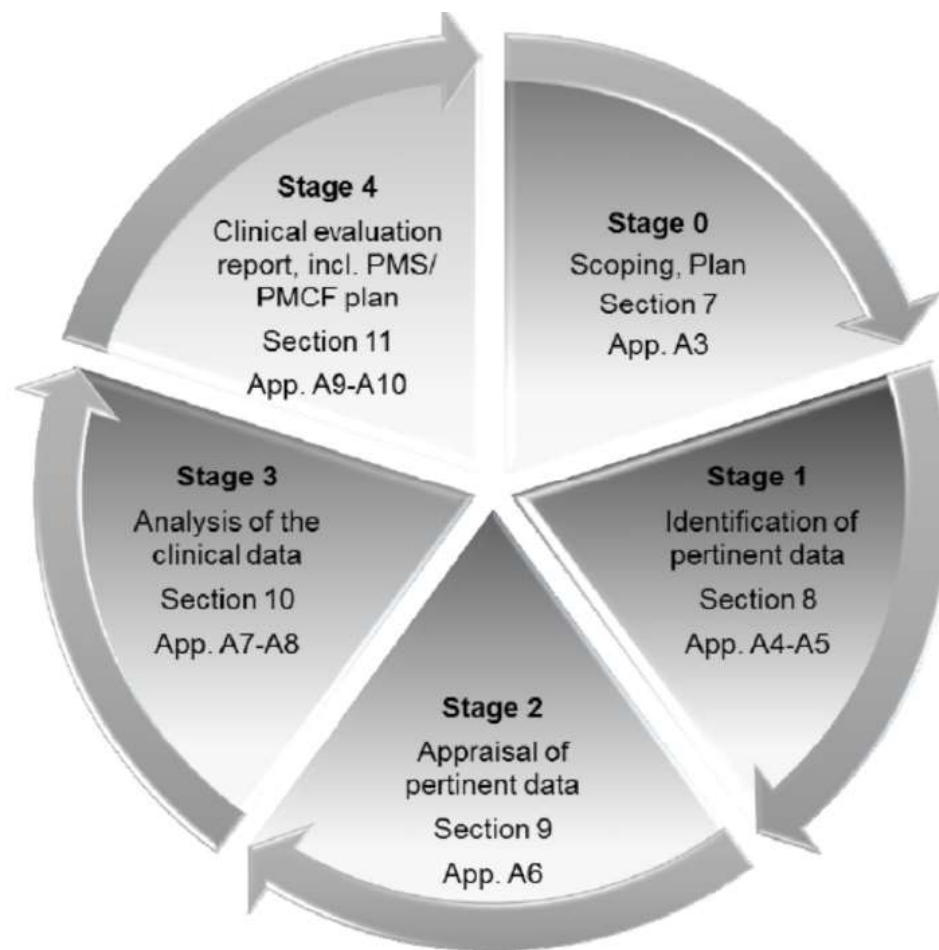 Stage 0
Scoping, Plan
Section 7
App. A3
Stage 1
Identification of
pertinent data
Section 8
App. A4-A5
Stage 2
Appraisal of
pertinent data
Section 9
App. A6
Stage 3
Analysis of the
clinical data
Section 10
App. A7-A8
Stage 4
Clinical evaluation
report, incl. PMS/
PMCF plan
Section 11
App. A9-A10